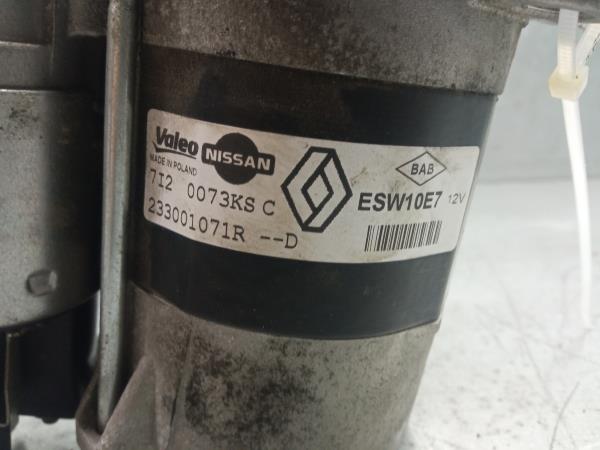 Valeo NISSAN
MADE IN POLAND
7I2 0073KS C
233001071R --D
BAB
ESW10E7 12V